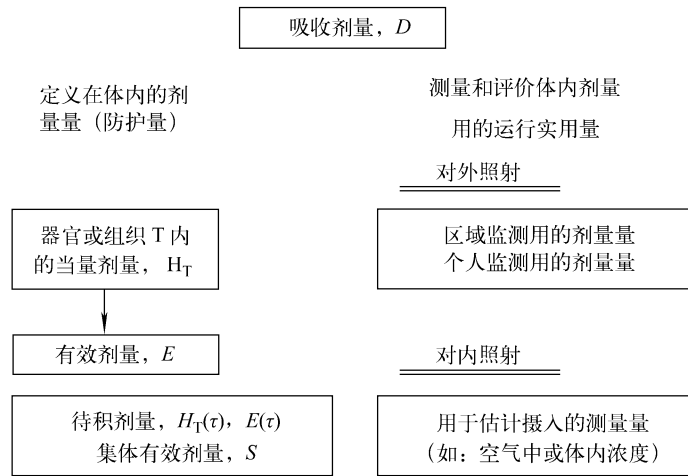 吸收剂量，D
定义在体内的剂
量量（防护量）
测量和评价体内剂量
用的运行实用量
对外照射
器官或组织 T 内
的当量剂量， H_T
区域监测用的剂量量
个人监测用的剂量量
有效剂量，E
对内照射
待积剂量，H_T(τ)，E(τ)
集体有效剂量，S
用于估计摄入的测量量
（如：空气中或体内浓度）